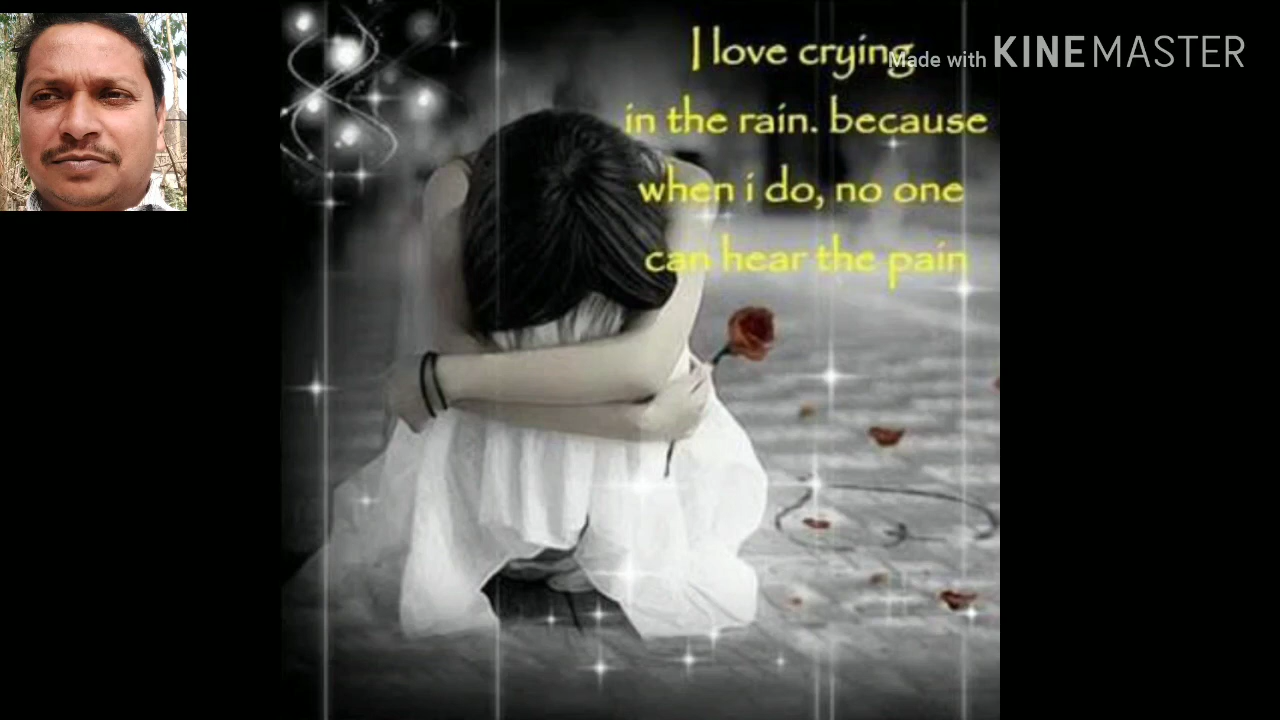 I love crying
in the rain. because
when i do, no one
can hear the pain
Made with KINEMASTER